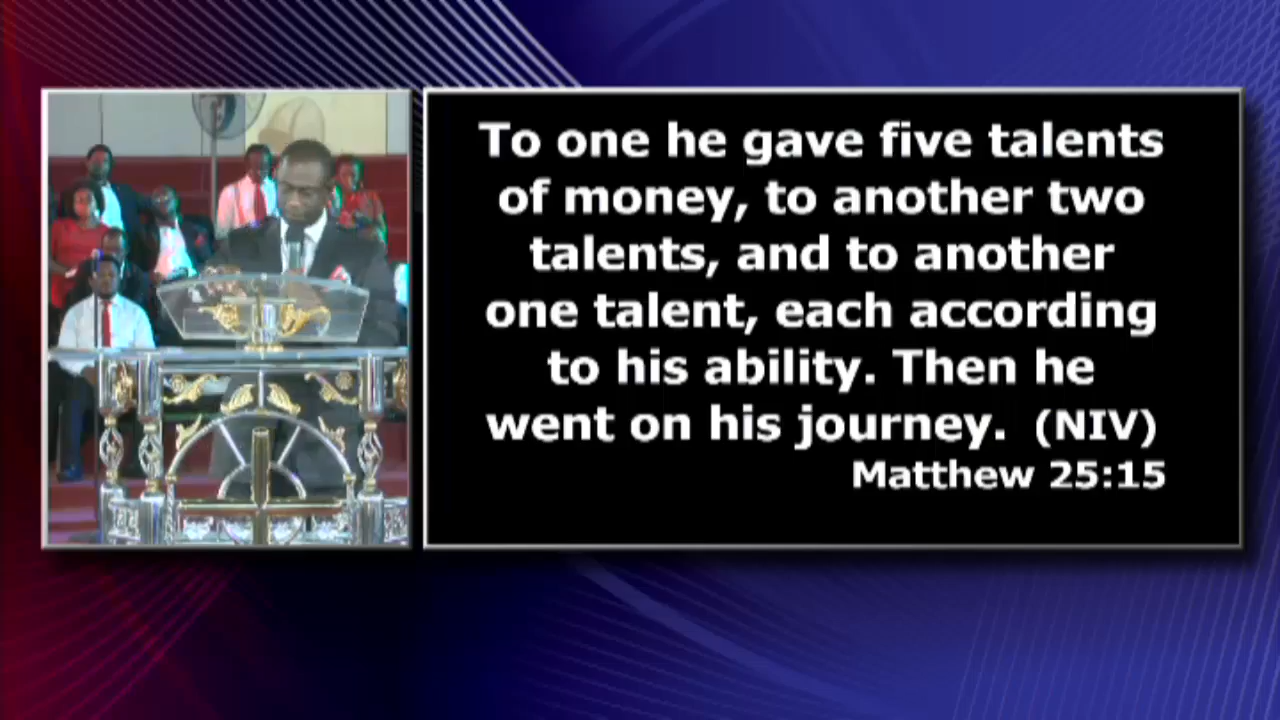 To one he gave five talents
of money, to another two
talents, and to another
one talent, each according
to his ability. Then he
went on his journey. (NIV)
Matthew 25:15